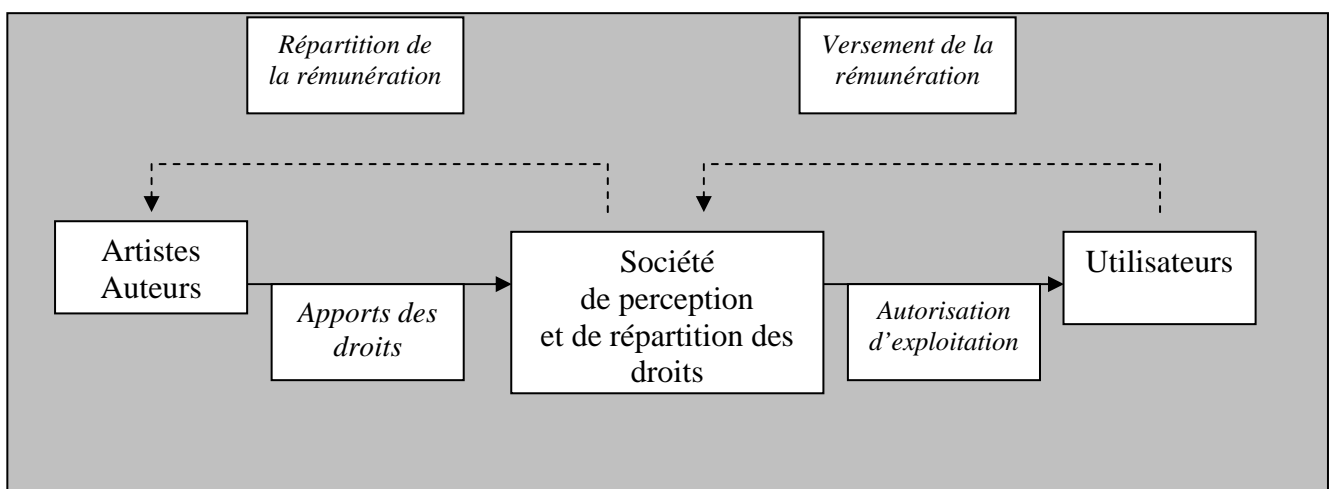 Répartition de
la rémunération
Versement de la
rémunération
Artistes
Auteurs
Apports des
droits
Société
de perception
et de répartition des
droits
Autorisation
d’exploitation
Utilisateurs